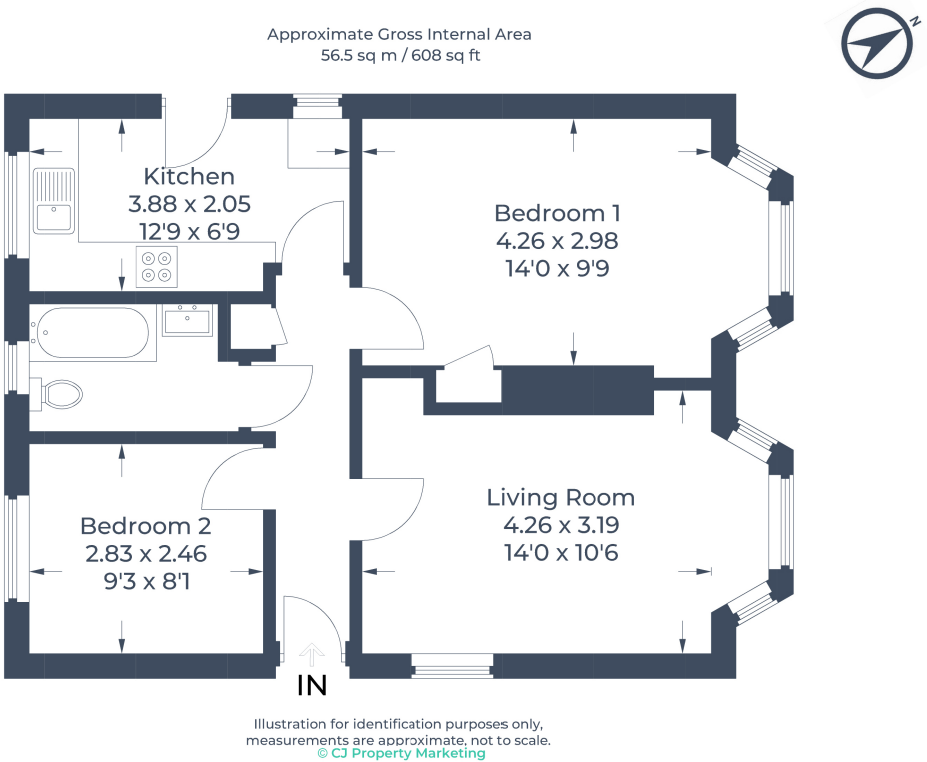 Approximate Gross Internal Area
56.5 sq m / 608 sq ft
N
Kitchen
3.88 x 2.05
12'9 x 6'9
Bedroom 1
4.26 x 2.98
14'0 x 9'9
Living Room
4.26 x 3.19
14'0 x 10'6
Bedroom 2
2.83 x 2.46
9'3 x 8'1
IN
Illustration for identification purposes only,
measurements are approximate, not to scale.
© CJ Property Marketing